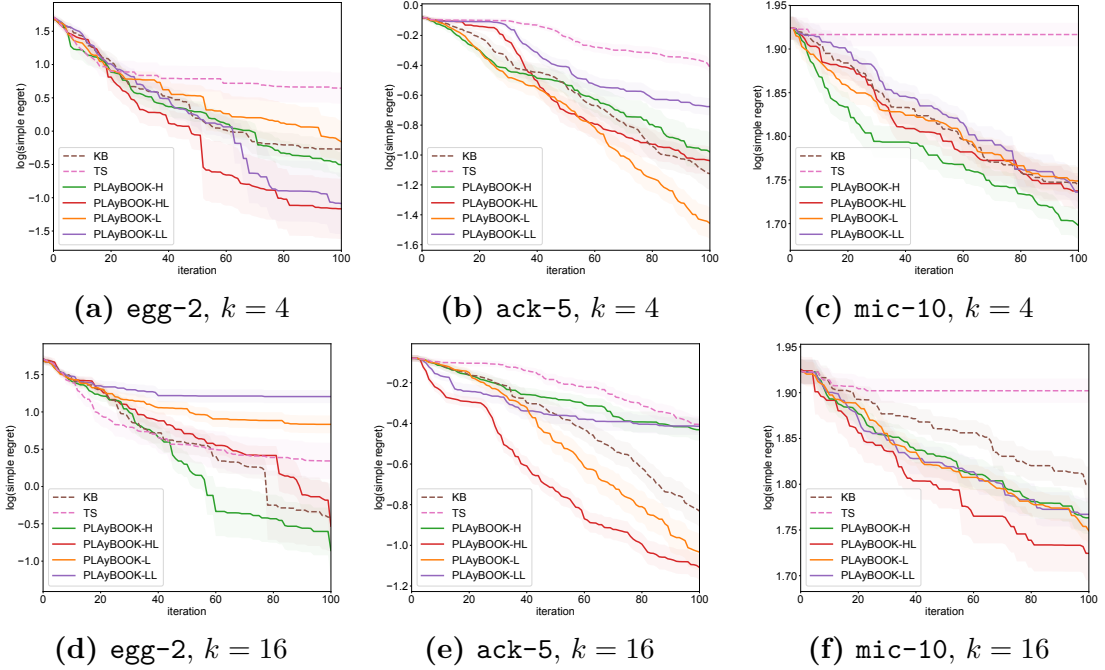 log(simple regret)
1.5
1.0
0.5
0.0
−0.5
−1.0
−1.5
KB
TS
PLAyBOOK-H
PLAyBOOK-HL
PLAyBOOK-L
PLAyBOOK-LL
0 20 40 60 80 100
iteration
(a) egg-2, k = 4
log(simple regret)
0.0
−0.2
−0.4
−0.6
−0.8
−1.0
−1.2
−1.4
−1.6
KB
TS
PLAyBOOK-H
PLAyBOOK-HL
PLAyBOOK-L
PLAyBOOK-LL
0 20 40 60 80 100
iteration
(b) ack-5, k = 4
log(simple regret)
1.95
1.90
1.85
1.80
1.75
1.70
KB
TS
PLAyBOOK-H
PLAyBOOK-HL
PLAyBOOK-L
PLAyBOOK-LL
0 20 40 60 80 100
iteration
(c) mic-10, k = 4
log(simple regret)
1.5
1.0
0.5
0.0
−0.5
−1.0
KB
TS
PLAyBOOK-H
PLAyBOOK-HL
PLAyBOOK-L
PLAyBOOK-LL
0 20 40 60 80 100
iteration
(d) egg-2, k = 16
log(simple regret)
−0.2
−0.4
−0.6
−0.8
−1.0
−1.2
KB
TS
PLAyBOOK-H
PLAyBOOK-HL
PLAyBOOK-L
PLAyBOOK-LL
0 20 40 60 80 100
iteration
(e) ack-5, k = 16
log(simple regret)
1.95
1.90
1.85
1.80
1.75
1.70
KB
TS
PLAyBOOK-H
PLAyBOOK-HL
PLAyBOOK-L
PLAyBOOK-LL
0 20 40 60 80 100
iteration
(f) mic-10, k = 16